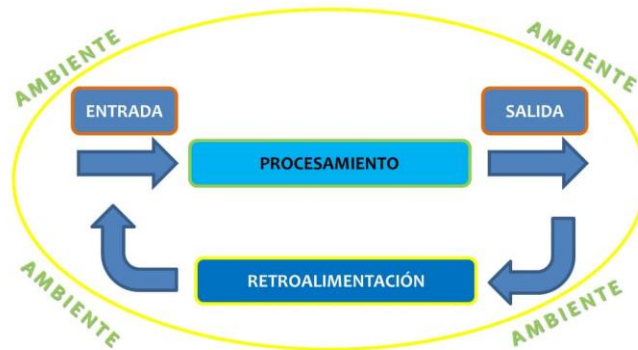 AMBIENTE
AMBIENTE
ENTRADA
SALIDA
PROCESAMIENTO
RETROALIMENTACIÓN
AMBIENTE
AMBIENTE